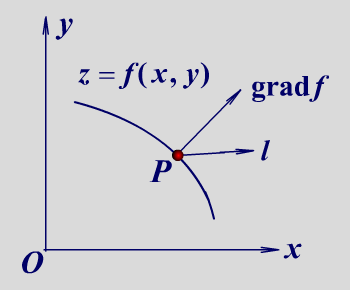 y
z = f(x, y)
grad f
l
P
x
O